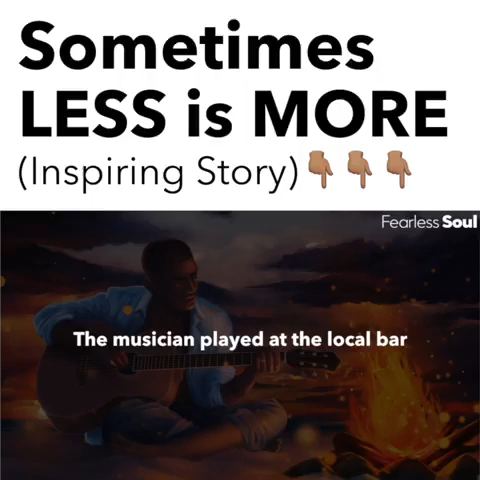 Sometimes
LESS is MORE
(Inspiring Story)👇🏽👇🏽👇🏽
Fearless Soul
The musician played at the local bar